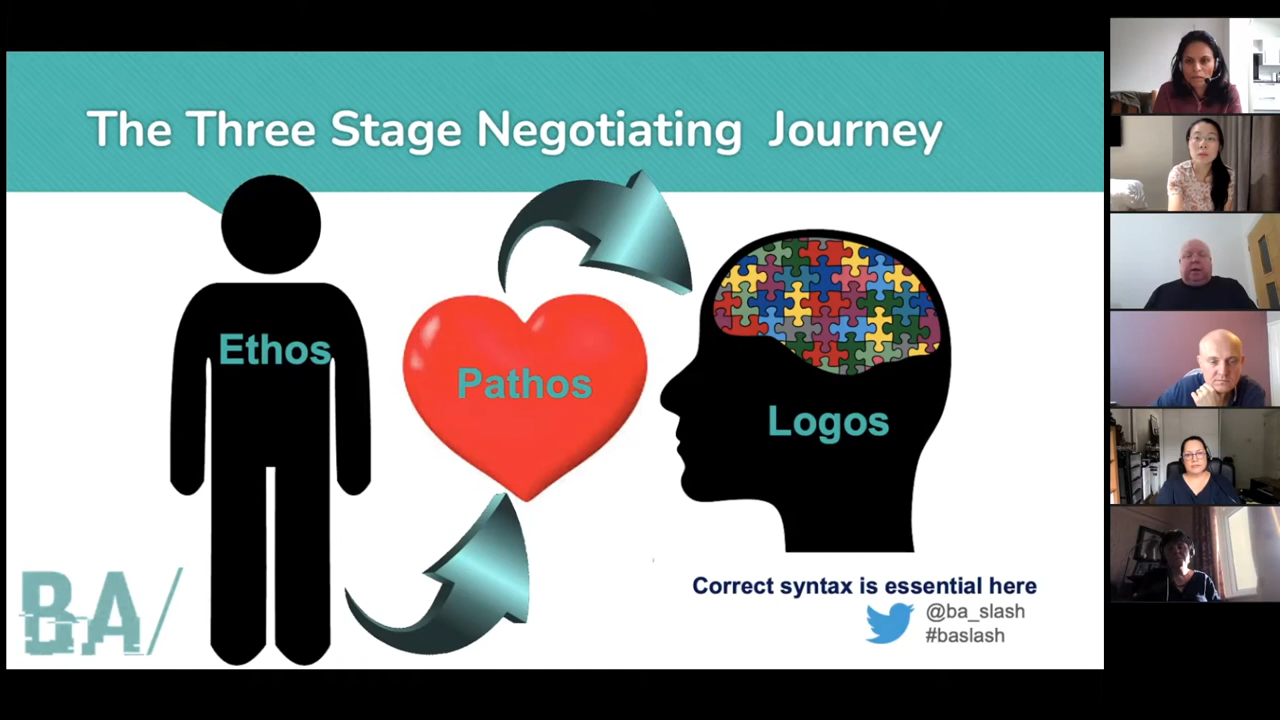 The Three Stage Negotiating Journey
Ethos
Pathos
Logos
Correct syntax is essential here
@ba_slash
#baslash
BA/